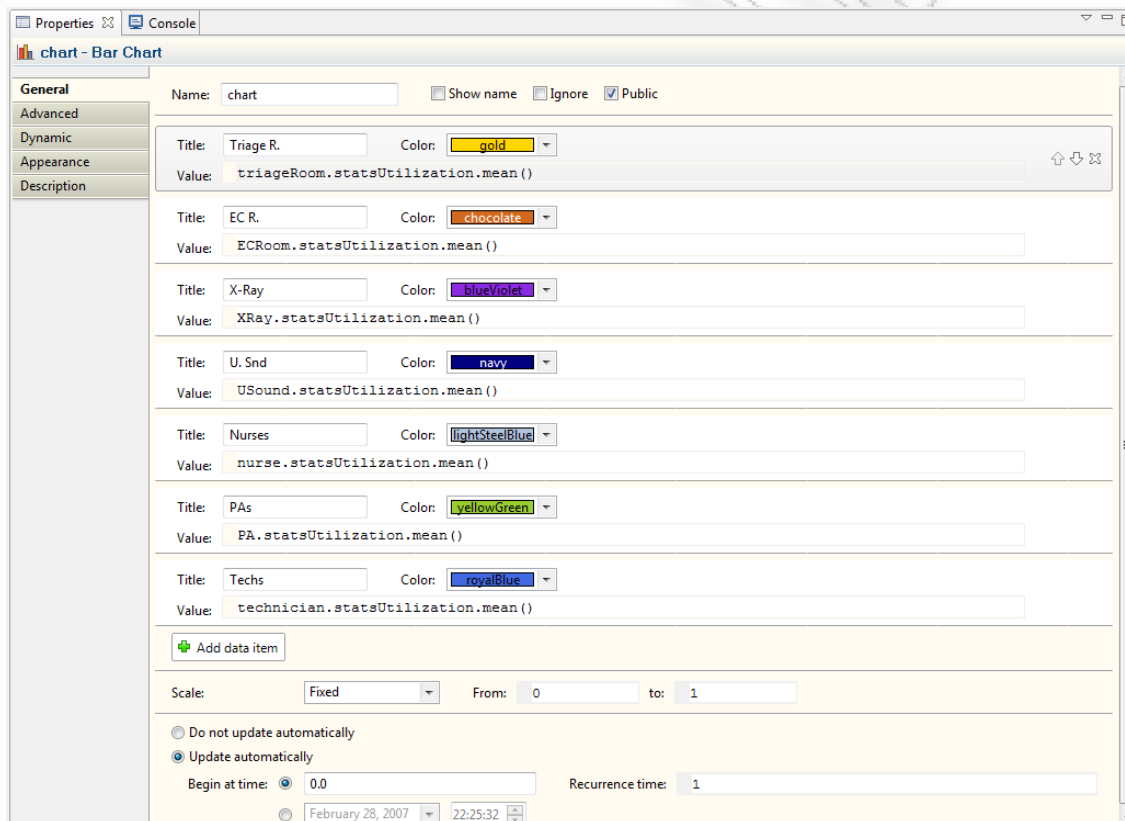 Properties Console
chart - Bar Chart
General
Advanced
Dynamic
Appearance
Description
Name: chart Show name Ignore Public
Title: Triage R. Color: gold
Value: triageRoom.statsUtilization.mean()
Title: EC R. Color: chocolate
Value: ECRoom.statsUtilization.mean()
Title: X-Ray Color: blueViolet
Value: XRay.statsUtilization.mean()
Title: U. Snd Color: navy
Value: USound.statsUtilization.mean()
Title: Nurses Color: lightSteelBlue
Value: nurse.statsUtilization.mean()
Title: PAs Color: yellowGreen
Value: PA.statsUtilization.mean()
Title: Techs Color: royalBlue
Value: technician.statsUtilization.mean()
Add data item
Scale: Fixed From: 0 to: 1
Do not update automatically
Update automatically
Begin at time: 0.0 Recurrence time: 1
February 28, 2007 22:25:32